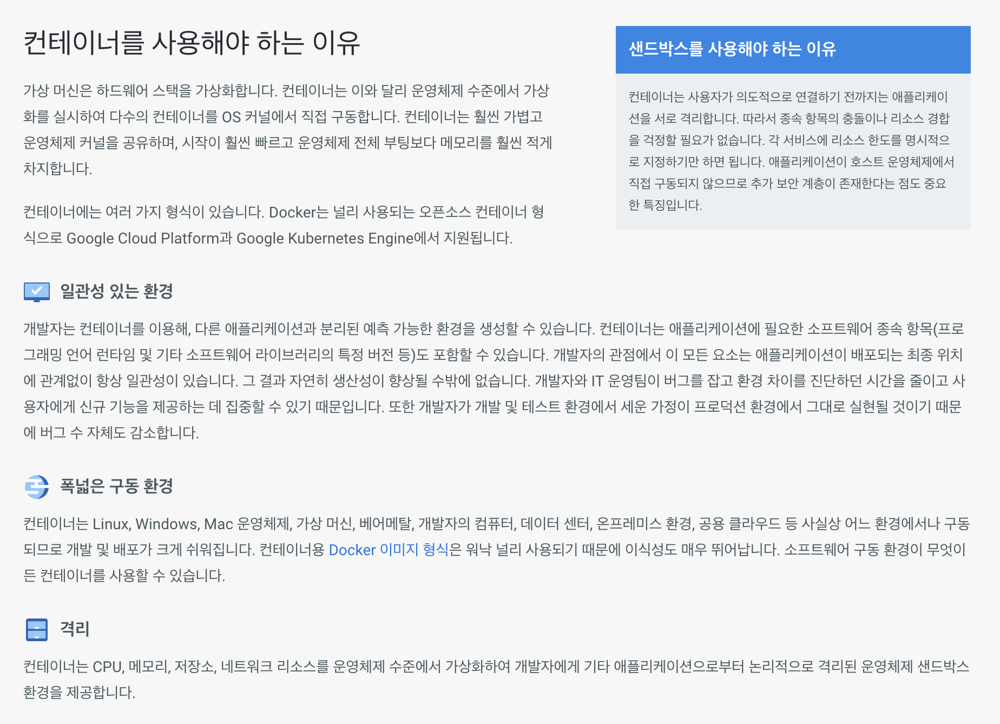 컨테이너를 사용해야 하는 이유
가상 머신은 하드웨어 스택을 가상화합니다. 컨테이너는 이와 달리 운영체제 수준에서 가상
화를 실시하여 다수의 컨테이너를 OS 커널에서 직접 구동합니다. 컨테이너는 훨씬 가볍고
운영체제 커널을 공유하며, 시작이 훨씬 빠르고 운영체제 전체 부팅보다 메모리를 훨씬 적게
차지합니다.
컨테이너에는 여러 가지 형식이 있습니다. Docker는 널리 사용되는 오픈소스 컨테이너 형
식으로 Google Cloud Platform과 Google Kubernetes Engine에서 지원됩니다.
샌드박스를 사용해야 하는 이유
컨테이너는 사용자가 의도적으로 연결하기 전까지는 애플리케이
션을 서로 격리합니다. 따라서 종속 항목의 충돌이나 리소스 경합
을 걱정할 필요가 없습니다. 각 서비스에 리소스 한도를 명시적으
로 지정하기만 하면 됩니다. 애플리케이션이 호스트 운영체제에서
직접 구동되지 않으므로 추가 보안 계층이 존재한다는 점도 중요
한 특징입니다.
일관성 있는 환경
개발자는 컨테이너를 이용해, 다른 애플리케이션과 분리된 예측 가능한 환경을 생성할 수 있습니다. 컨테이너는 애플리케이션에 필요한 소프트웨어 종속 항목(프로
그래밍 언어 런타임 및 기타 소프트웨어 라이브러리의 특정 버전 등)도 포함할 수 있습니다. 개발자의 관점에서 이 모든 요소는 애플리케이션이 배포되는 최종 위치
에 관계없이 항상 일관성이 있습니다. 그 결과 자연히 생산성이 향상될 수밖에 없습니다. 개발자와 IT 운영팀이 버그를 잡고 환경 차이를 진단하던 시간을 줄이고 사
용자에게 신규 기능을 제공하는 데 집중할 수 있기 때문입니다. 또한 개발자가 개발 및 테스트 환경에서 세운 가정이 프로덕션 환경에서 그대로 실현될 것이기 때문
에 버그 수 자체도 감소합니다.
폭넓은 구동 환경
컨테이너는 Linux, Windows, Mac 운영체제, 가상 머신, 베어메탈, 개발자의 컴퓨터, 데이터 센터, 온프레미스 환경, 공용 클라우드 등 사실상 어느 환경에서나 구동
되므로 개발 및 배포가 크게 쉬워집니다. 컨테이너용 Docker 이미지 형식은 워낙 널리 사용되기 때문에 이식성도 매우 뛰어납니다. 소프트웨어 구동 환경이 무엇이
든 컨테이너를 사용할 수 있습니다.
격리
컨테이너는 CPU, 메모리, 저장소, 네트워크 리소스를 운영체제 수준에서 가상화하여 개발자에게 기타 애플리케이션으로부터 논리적으로 격리된 운영체제 샌드박스
환경을 제공합니다.